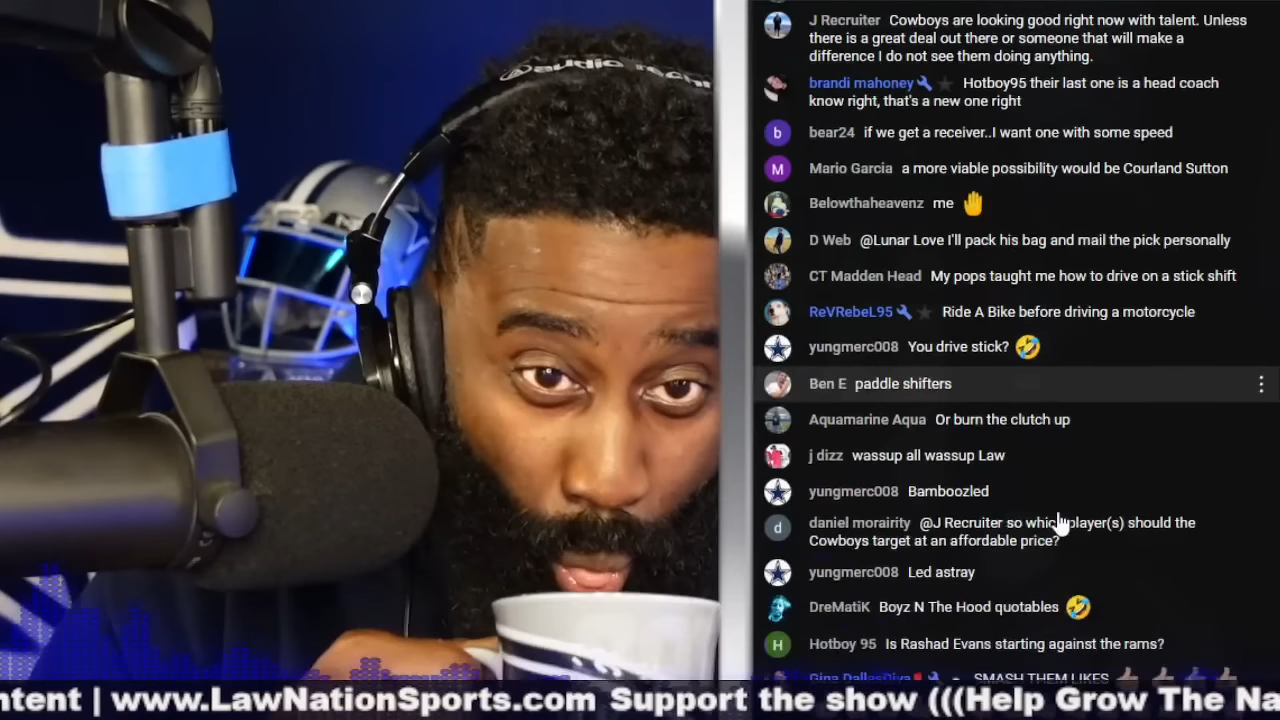 audio
J Recruiter Cowboys are looking good right now with talent. Unless
there is a great deal out there or someone that will make a
difference I do not see them doing anything.
brandi mahoney Hotboy95 their last one is a head coach
know right, that's a new one right
b bear24 if we get a receiver..I want one with some speed
M Mario Garcia a more viable possibility would be Courland Sutton
Belowthaheavenz me 🤚
D Web @Lunar Love I'll pack his bag and mail the pick personally
CT Madden Head My pops taught me how to drive on a stick shift
ReVRebeL95 Ride A Bike before driving a motorcycle
yungmerc008 You drive stick? 🤣
Ben E paddle shifters
Aquamarine Aqua Or burn the clutch up
j dizz wassup all wassup Law
yungmerc008 Bamboozled
d daniel morairity @J Recruiter so which player(s) should the
Cowboys target at an affordable price?
yungmerc008 Led astray
DreMatiK Boyz N The Hood quotables 🤣
H Hotboy 95 Is Rashad Evans starting against the rams?
Gina DallasDiva SMASH THEM LIKES
ntent | www.LawNationSports.com Support the show (((Help Grow The Na